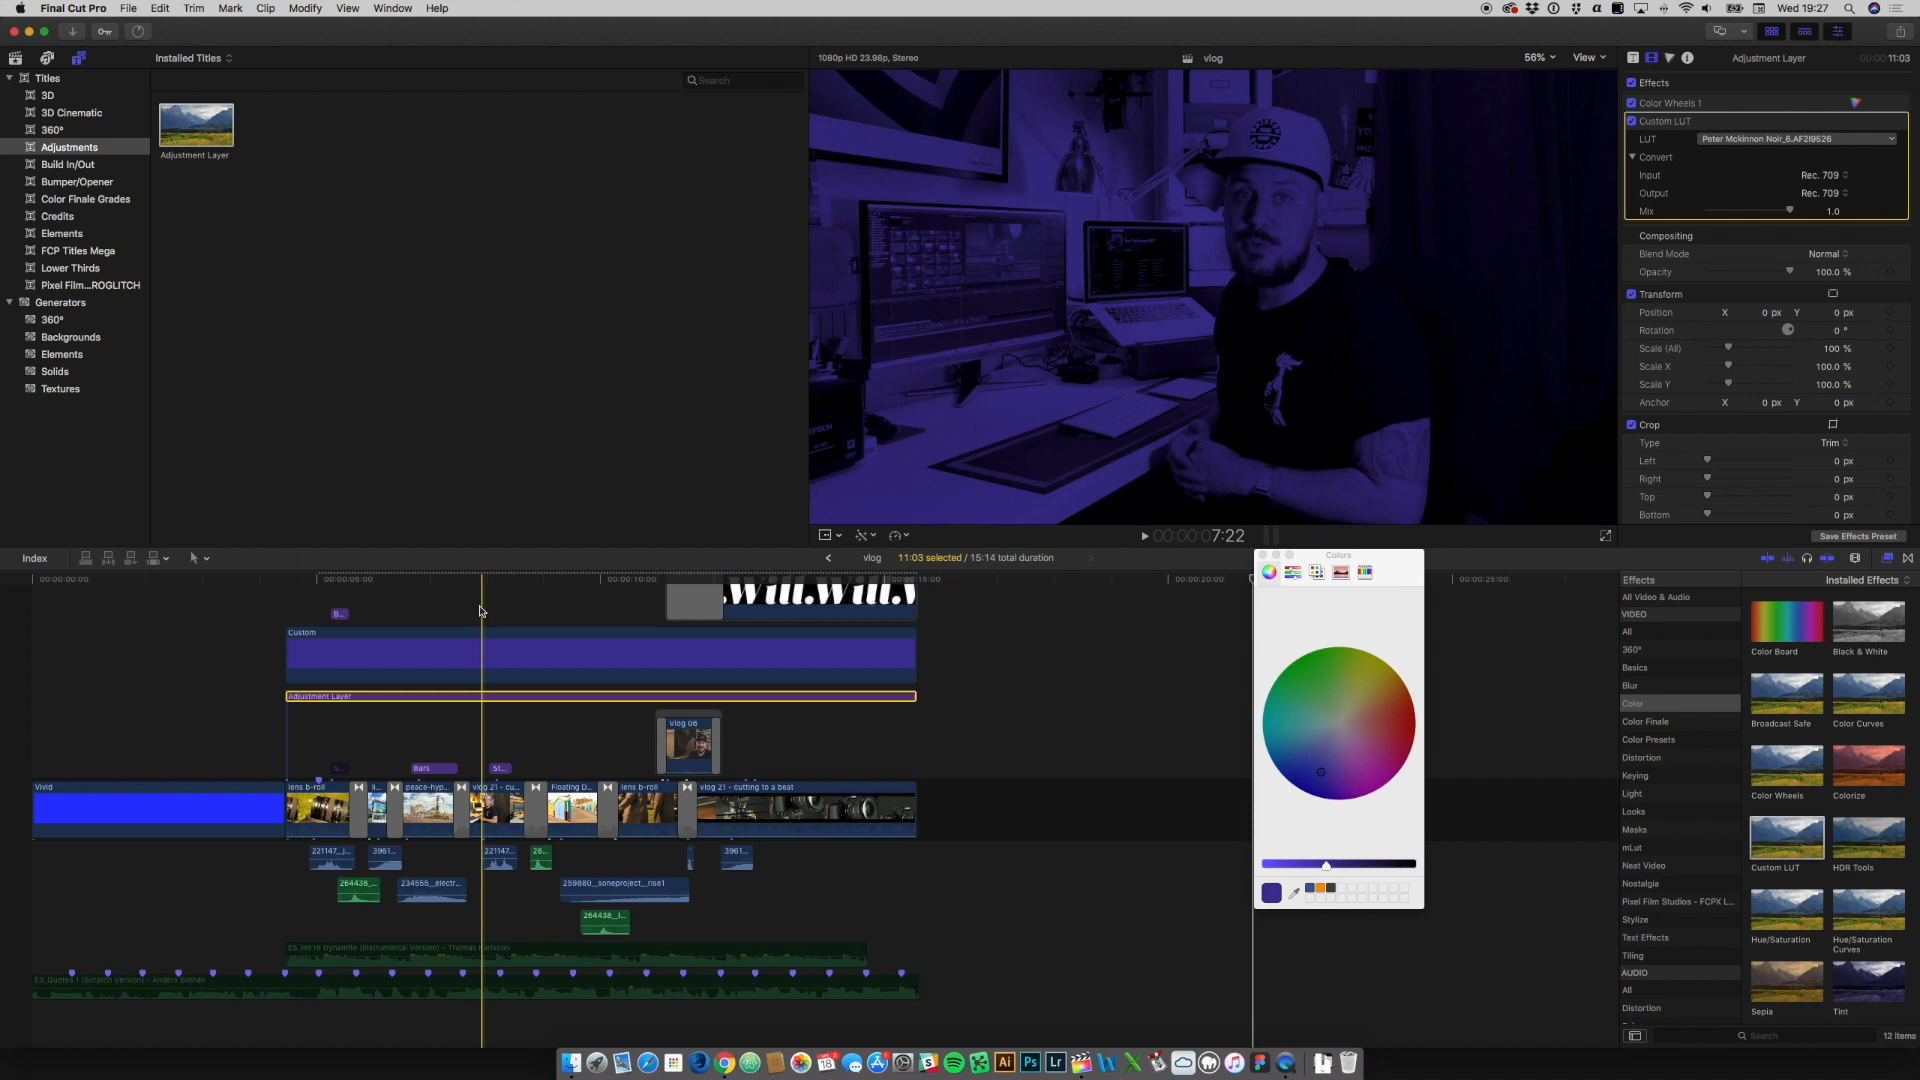 Final Cut Pro File Edit Trim Mark Clip Modify View Window Help
Wed 19:27
Installed Titles
Search
Titles
3D
3D Cinematic
360°
Adjustments
Build In/Out
Bumper/Opener
Color Finale Grades
Credits
Elements
FCP Titles Mega
Lower Thirds
Pixel Film...ROGLITCH
Generators
360°
Backgrounds
Elements
Solids
Textures
Adjustment Layer
1080p HD 23.98p, Stereo
vlog
56%
View
EPSON
00:00:00:07:22
Adjustment Layer
11:03
Effects
Color Wheels 1
Custom LUT
LUT Peter Mckinnon Noir_6.AF2I9526
Convert
Input Rec. 709
Output Rec. 709
Mix 1.0
Compositing
Blend Mode Normal
Opacity 100.0 %
Transform
Position X 0 px Y 0 px
Rotation 0 °
Scale (All) 100 %
Scale X 100.0 %
Scale Y 100.0 %
Anchor X 0 px Y 0 px
Crop
Type Trim
Left 0 px
Right 0 px
Top 0 px
Bottom 0 px
Save Effects Preset
Index
vlog 11:03 selected / 15:14 total duration
00:00:00:00
00:00:05:00
00:00:10:00
00:00:15:00
00:00:20:00
00:00:25:00
.will.will.
B...
Custom
Adjustment Layer
Vlog 06
S...
Bars
St...
Vivid
lens b-roll
li...
peace-hyp...
vlog 21 - cu...
Floating D...
lens b-roll
vlog 21 - cutting to a beat
221147__j...
3961...
221147...
26...
3961...
264438_...
234555__electr...
259880__soneproject__rise1
264438__l...
ES_We're Dynamite (Instrumental Version) - Thomas Karlsson
ES_Quotes 1 (Scratch Version) - Anders Bothén
Colors
Effects
Installed Effects
All Video & Audio
VIDEO
All
360°
Basics
Blur
Color
Color Finale
Color Presets
Distortion
Keying
Light
Looks
Masks
mLut
Neat Video
Nostalgia
Pixel Film Studios - FCPX L...
Stylize
Text Effects
Tiling
AUDIO
All
Distortion
Color Board
Black & White
Broadcast Safe
Color Curves
Color Wheels
Colorize
Custom LUT
HDR Tools
Hue/Saturation
Hue/Saturation Curves
Sepia
Tint
Search
12 items
18
Ai
Ps
Lr